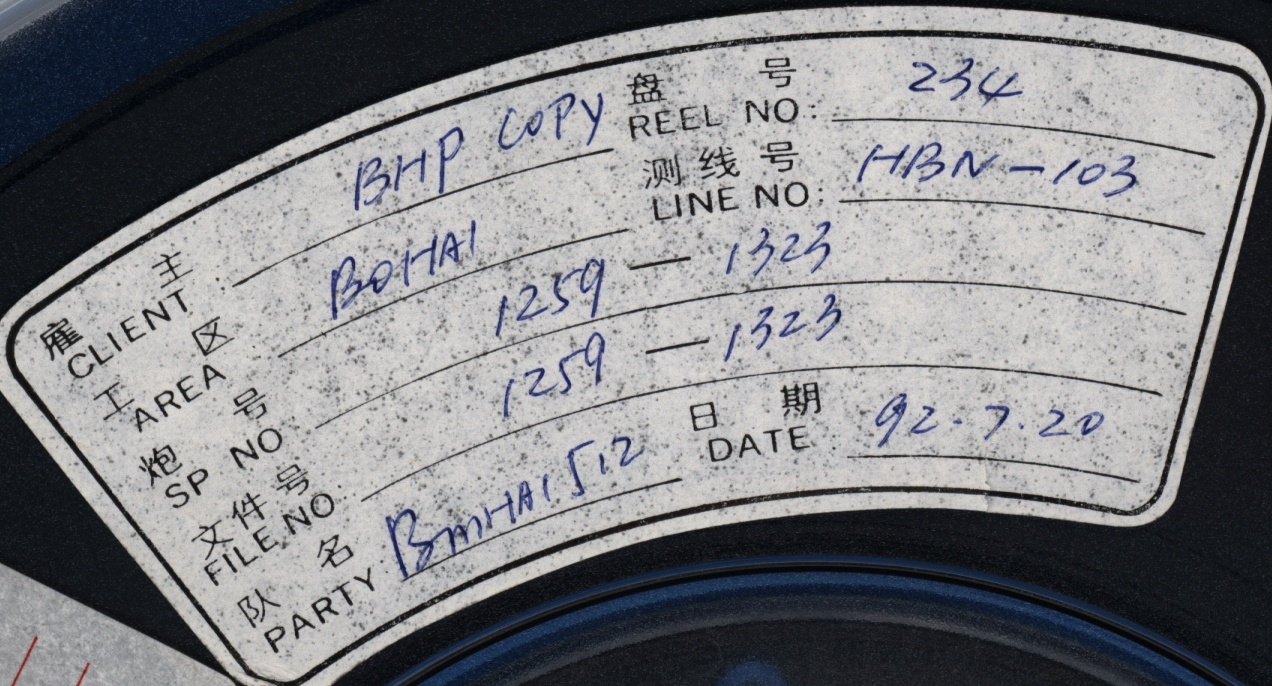 雇主 CLIENT: BHP COPY
盘号 REEL NO: 234
工区 AREA: BOHAI
测线号 LINE NO: HBN-103
炮号 SP NO: 1259 — 1323
文件号 FILE NO: 1259 — 1323
队名 PARTY: BmHAI 512
日期 DATE: 92.7.20